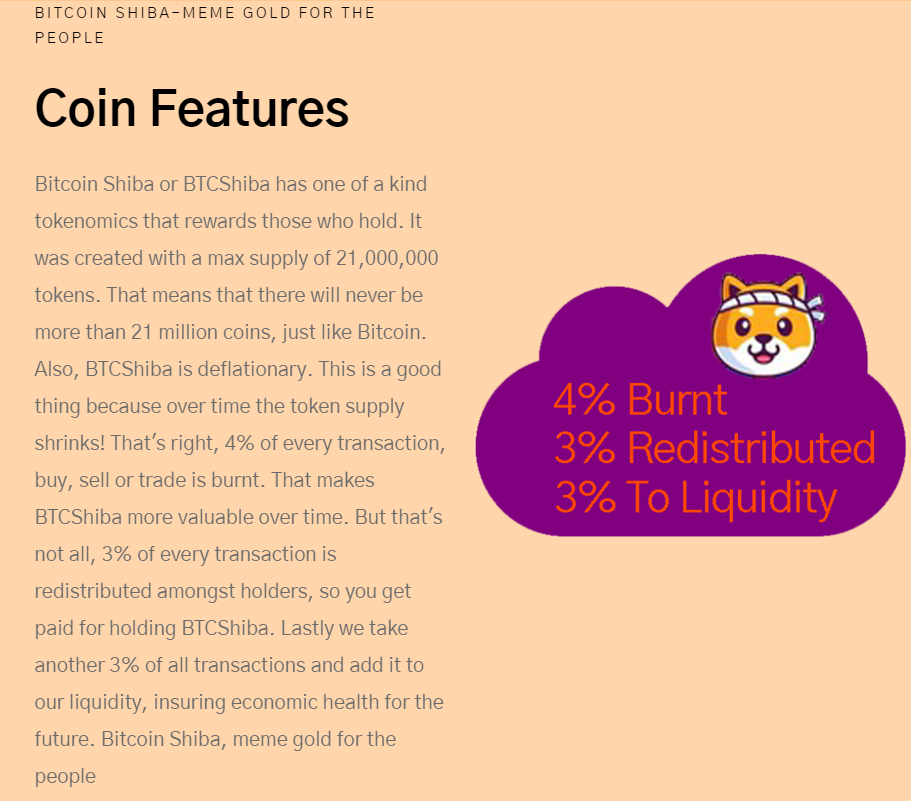 BITCOIN SHIBA-MEME GOLD FOR THE
PEOPLE
Coin Features
Bitcoin Shiba or BTCShiba has one of a kind
tokenomics that rewards those who hold. It
was created with a max supply of 21,000,000
tokens. That means that there will never be
more than 21 million coins, just like Bitcoin.
Also, BTCShiba is deflationary. This is a good
thing because over time the token supply
shrinks! That's right, 4% of every transaction,
buy, sell or trade is burnt. That makes
BTCShiba more valuable over time. But that's
not all, 3% of every transaction is
redistributed amongst holders, so you get
paid for holding BTCShiba. Lastly we take
another 3% of all transactions and add it to
our liquidity, insuring economic health for the
future. Bitcoin Shiba, meme gold for the
people
4% Burnt
3% Redistributed
3% To Liquidity